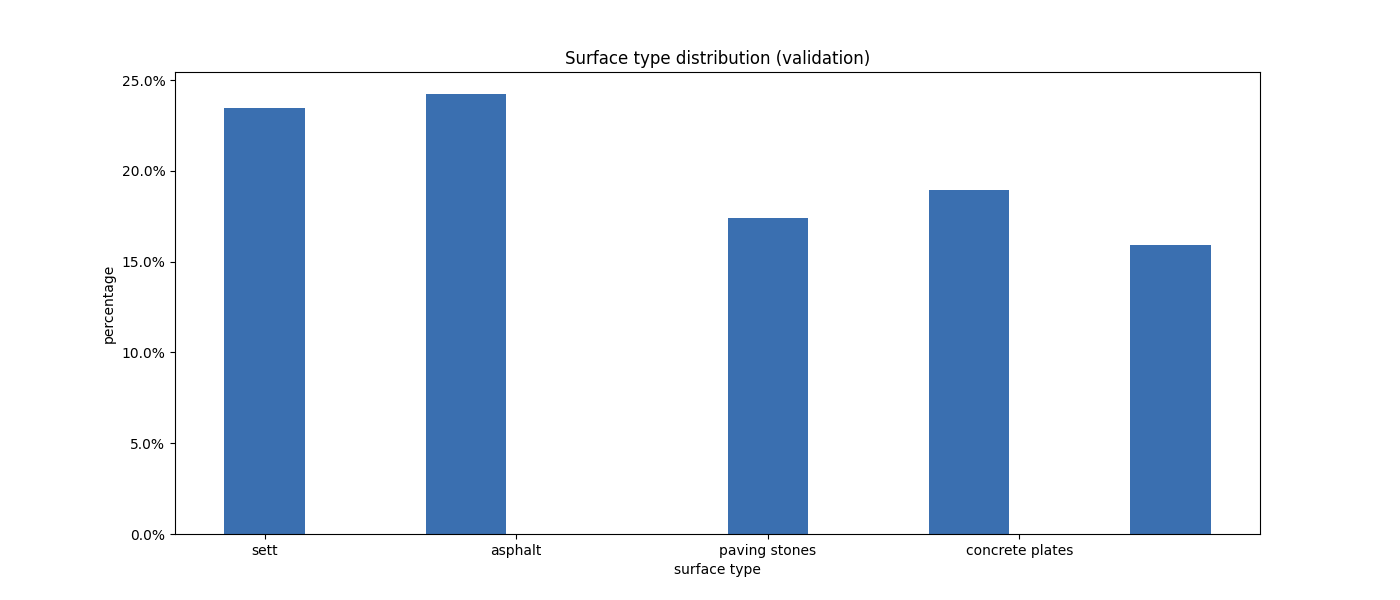 Surface type distribution (validation)
25.0%
20.0%
15.0%
10.0%
5.0%
0.0%
percentage
sett asphalt paving stones concrete plates
surface type